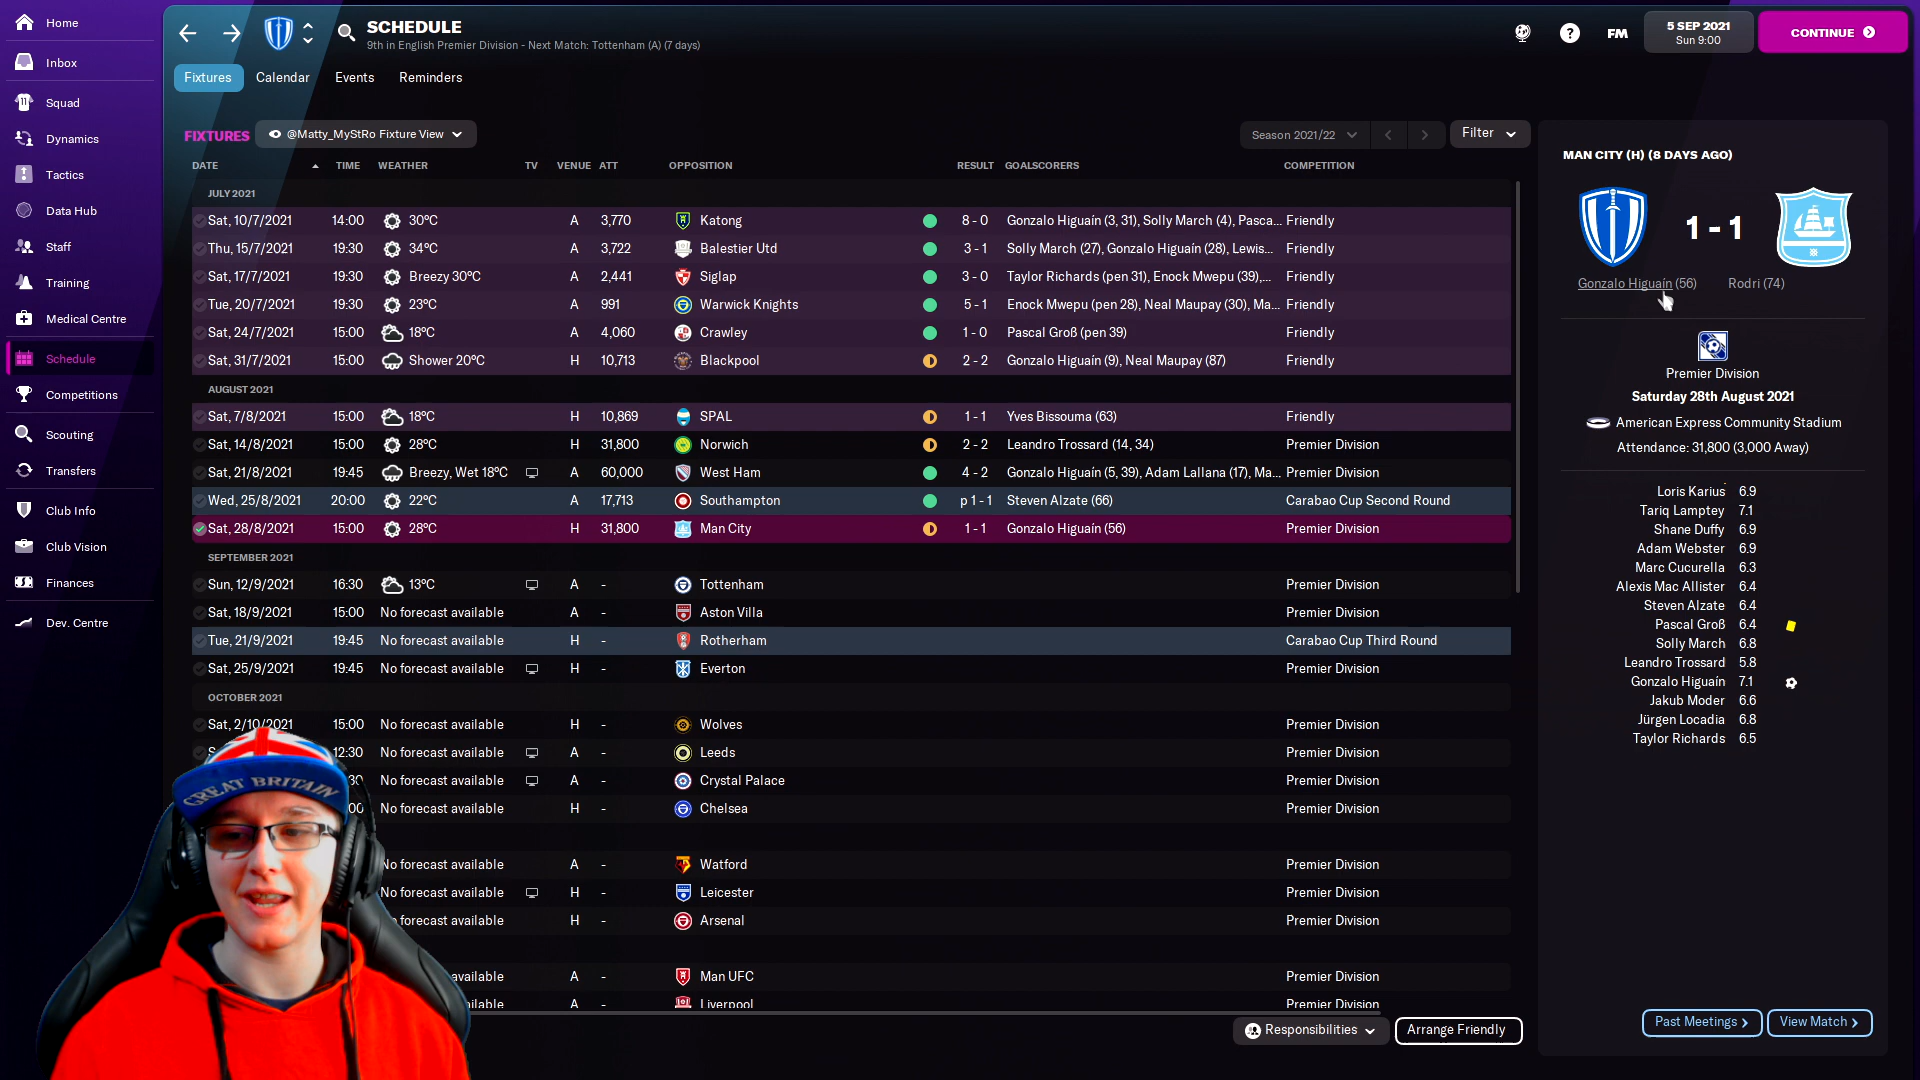 Home
Inbox
Squad
Dynamics
Tactics
Data Hub
Staff
Training
Medical Centre
Schedule
Competitions
Scouting
Transfers
Club Info
Club Vision
Finances
Dev. Centre
SCHEDULE
9th in English Premier Division - Next Match: Tottenham (A) (7 days)
FM
5 SEP 2021
Sun 9:00
CONTINUE
Fixtures Calendar Events Reminders
FIXTURES @Matty_MyStRo Fixture View Season 2021/22 Filter
DATE TIME WEATHER TV VENUE ATT OPPOSITION RESULT GOALSCORERS COMPETITION
JULY 2021
Sat, 10/7/2021 14:00 30ºC A 3,770 Katong 8 - 0 Gonzalo Higuaín (3, 31), Solly March (4), Pasca... Friendly
Thu, 15/7/2021 19:30 34ºC A 3,722 Balestier Utd 3 - 1 Solly March (27), Gonzalo Higuaín (28), Lewis... Friendly
Sat, 17/7/2021 19:30 Breezy 30ºC A 2,441 Siglap 3 - 0 Taylor Richards (pen 31), Enock Mwepu (39),... Friendly
Tue, 20/7/2021 19:30 23ºC A 991 Warwick Knights 5 - 1 Enock Mwepu (pen 28), Neal Maupay (30), Ma... Friendly
Sat, 24/7/2021 15:00 18ºC A 4,060 Crawley 1 - 0 Pascal Groß (pen 39) Friendly
Sat, 31/7/2021 15:00 Shower 20ºC H 10,713 Blackpool 2 - 2 Gonzalo Higuaín (9), Neal Maupay (87) Friendly
AUGUST 2021
Sat, 7/8/2021 15:00 18ºC H 10,869 SPAL 1 - 1 Yves Bissouma (63) Friendly
Sat, 14/8/2021 15:00 28ºC H 31,800 Norwich 2 - 2 Leandro Trossard (14, 34) Premier Division
Sat, 21/8/2021 19:45 Breezy, Wet 18ºC A 60,000 West Ham 4 - 2 Gonzalo Higuaín (5, 39), Adam Lallana (17), Ma... Premier Division
Wed, 25/8/2021 20:00 22ºC A 17,713 Southampton p 1 - 1 Steven Alzate (66) Carabao Cup Second Round
Sat, 28/8/2021 15:00 28ºC H 31,800 Man City 1 - 1 Gonzalo Higuaín (56) Premier Division
SEPTEMBER 2021
Sun, 12/9/2021 16:30 13ºC A - Tottenham Premier Division
Sat, 18/9/2021 15:00 No forecast available H - Aston Villa Premier Division
Tue, 21/9/2021 19:45 No forecast available H - Rotherham Carabao Cup Third Round
Sat, 25/9/2021 19:45 No forecast available H - Everton Premier Division
OCTOBER 2021
Sat, 2/10/2021 15:00 No forecast available H - Wolves Premier Division
12:30 No forecast available A - Leeds Premier Division
No forecast available A - Crystal Palace Premier Division
No forecast available H - Chelsea Premier Division
No forecast available A - Watford Premier Division
No forecast available H - Leicester Premier Division
forecast available H - Arsenal Premier Division
available A - Man UFC Premier Division
A - Liverpool Premier Division
Responsibilities Arrange Friendly
GREAT BRITAIN
MAN CITY (H) (8 DAYS AGO)
1 - 1
Gonzalo Higuaín (56) Rodri (74)
Premier Division
Saturday 28th August 2021
American Express Community Stadium
Attendance: 31,800 (3,000 Away)
Loris Karius 6.9
Tariq Lamptey 7.1
Shane Duffy 6.9
Adam Webster 6.9
Marc Cucurella 6.3
Alexis Mac Allister 6.4
Steven Alzate 6.4
Pascal Groß 6.4
Solly March 6.8
Leandro Trossard 5.8
Gonzalo Higuaín 7.1
Jakub Moder 6.6
Jürgen Locadia 6.8
Taylor Richards 6.5
Past Meetings View Match